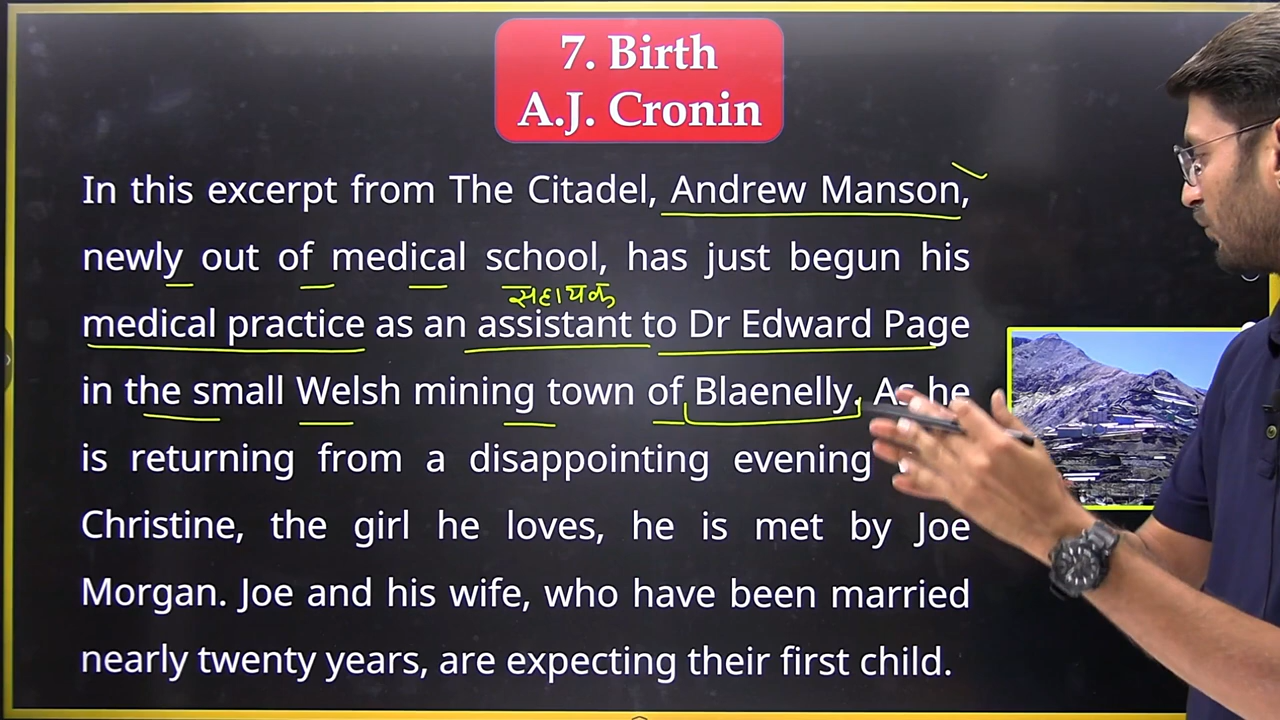 7. Birth
A.J. Cronin
In this excerpt from The Citadel, Andrew Manson,
newly out of medical school, has just begun his
सहायक
medical practice as an assistant to Dr Edward Page
in the small Welsh mining town of Blaenelly. As he
is returning from a disappointing evening
Christine, the girl he loves, he is met by Joe
Morgan. Joe and his wife, who have been married
nearly twenty years, are expecting their first child.